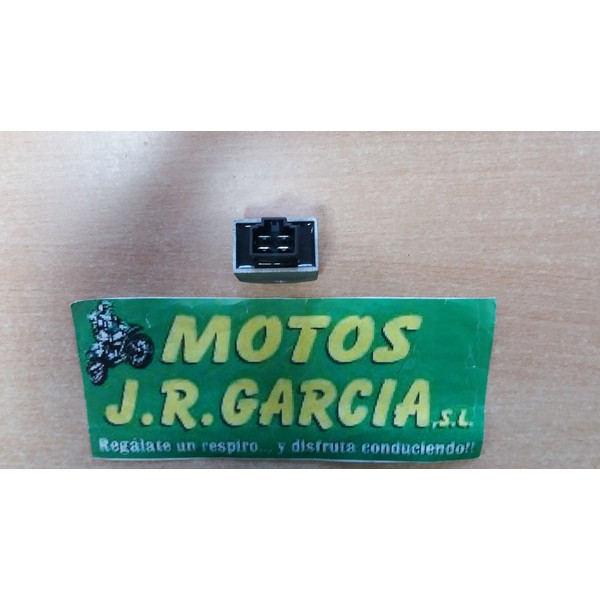 MOTOS
J.R. GARCIA, S.L.
Regálate un respiro... y disfruta conduciendo!!